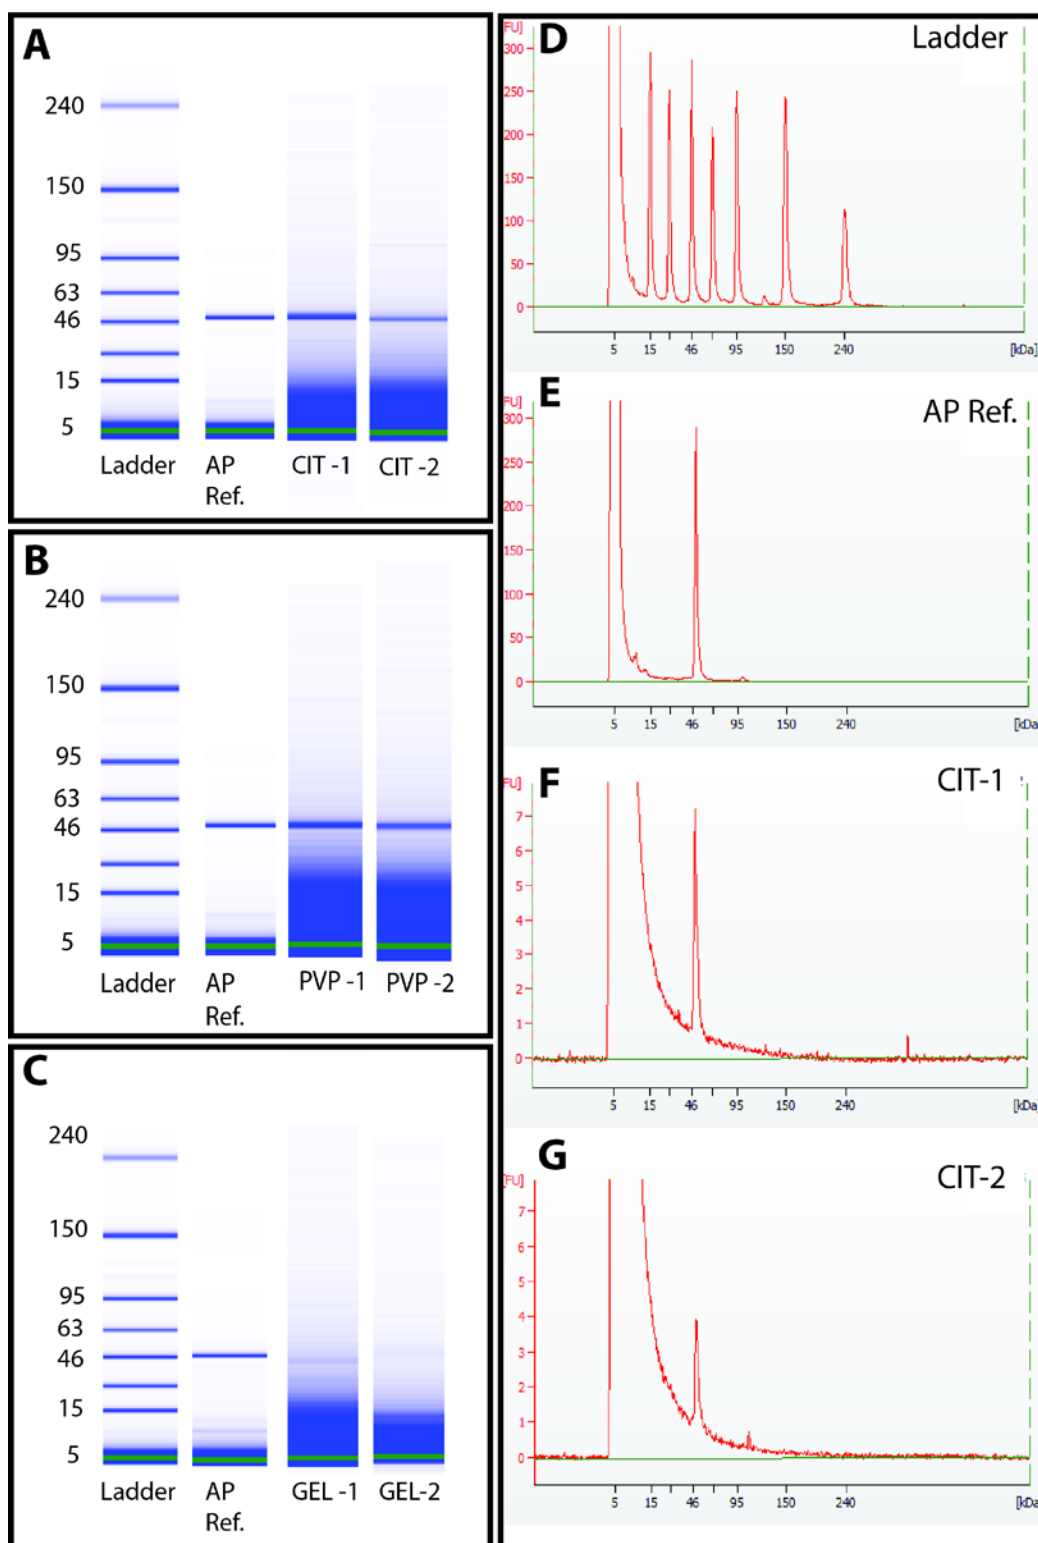 A
240
150
95
63
46
15
5
Ladder
AP
Ref.
CIT -1
CIT -2
B
240
150
95
63
46
15
5
Ladder
AP
Ref.
PVP -1
PVP -2
C
240
150
95
63
46
15
5
Ladder
AP
Ref.
GEL -1
GEL-2
[FU]
D
Ladder
300
250
200
150
100
50
0
5 15 46 95 150 240 [kDa]
FU]
E
AP Ref.
300
250
200
150
100
50
0
5 15 46 95 150 240 [kDa
FU]
F
CIT-1
7
6
5
4
3
2
1
0
5 15 46 95 150 240 [kDa
G
[FU]
CIT-2
7
6
5
4
3
2
1
0
5 15 46 95 150 240 [kDa